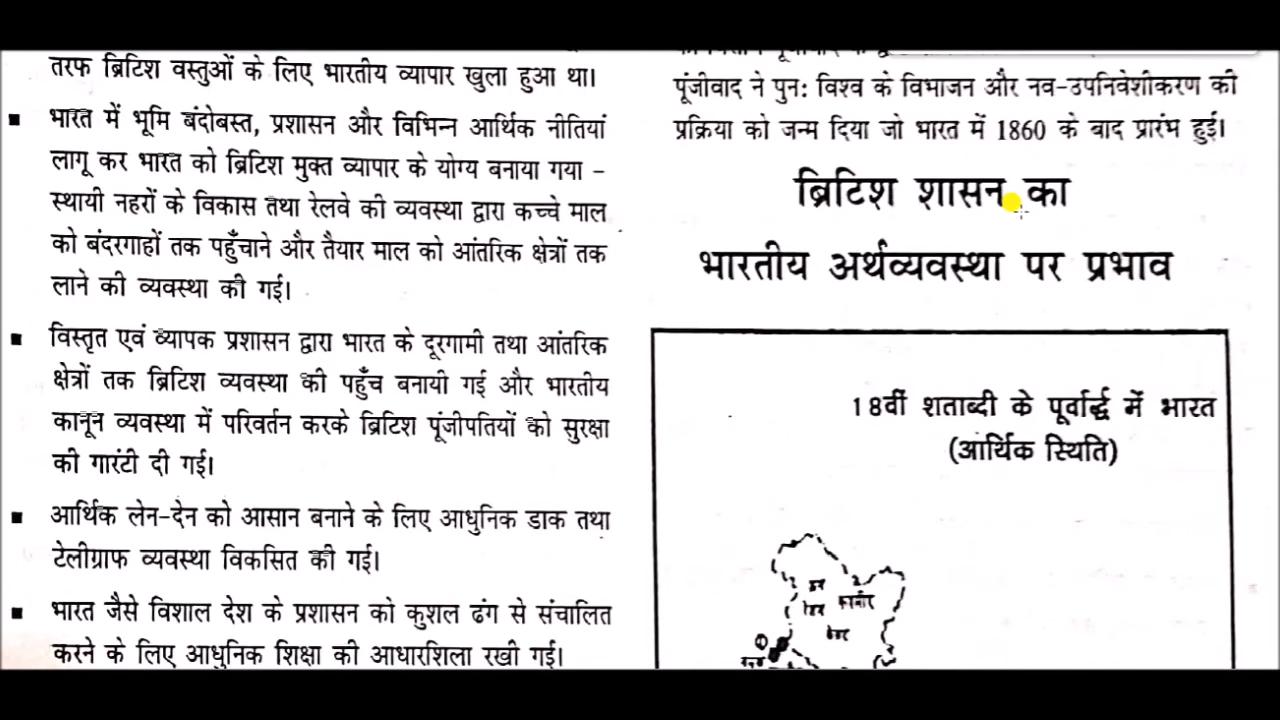 तरफ ब्रिटिश वस्तुओं के लिए भारतीय व्यापार खुला हुआ था।
▪ भारत में भूमि बंदोबस्त, प्रशासन और विभिन्न आर्थिक नीतियां
लागू कर भारत को ब्रिटिश मुक्त व्यापार के योग्य बनाया गया –
स्थायी नहरों के विकास तथा रेलवे की व्यवस्था द्वारा कच्चे माल
को बंदरगाहों तक पहुँचाने और तैयार माल को आंतरिक क्षेत्रों तक
लाने की व्यवस्था की गई।
▪ विस्तृत एवं व्यापक प्रशासन द्वारा भारत के दूरगामी तथा आंतरिक
क्षेत्रों तक ब्रिटिश व्यवस्था की पहुँच बनायी गई और भारतीय
कानून व्यवस्था में परिवर्तन करके ब्रिटिश पूंजीपतियों को सुरक्षा
की गारंटी दी गई।
▪ आर्थिक लेन-देन को आसान बनाने के लिए आधुनिक डाक तथा
टेलीग्राफ व्यवस्था विकसित की गई।
▪ भारत जैसे विशाल देश के प्रशासन को कुशल ढंग से संचालित
करने के लिए आधुनिक शिक्षा की आधारशिला रखी गई।
पूंजीवाद ने पुन: विश्व के विभाजन और नव-उपनिवेशीकरण की
प्रक्रिया को जन्म दिया जो भारत में 1860 के बाद प्रारंभ हुई।
ब्रिटिश शासन का
भारतीय अर्थव्यवस्था पर प्रभाव
18वीं शताब्दी के पूर्वार्द्ध में भारत
(आर्थिक स्थिति)
कश्मीर